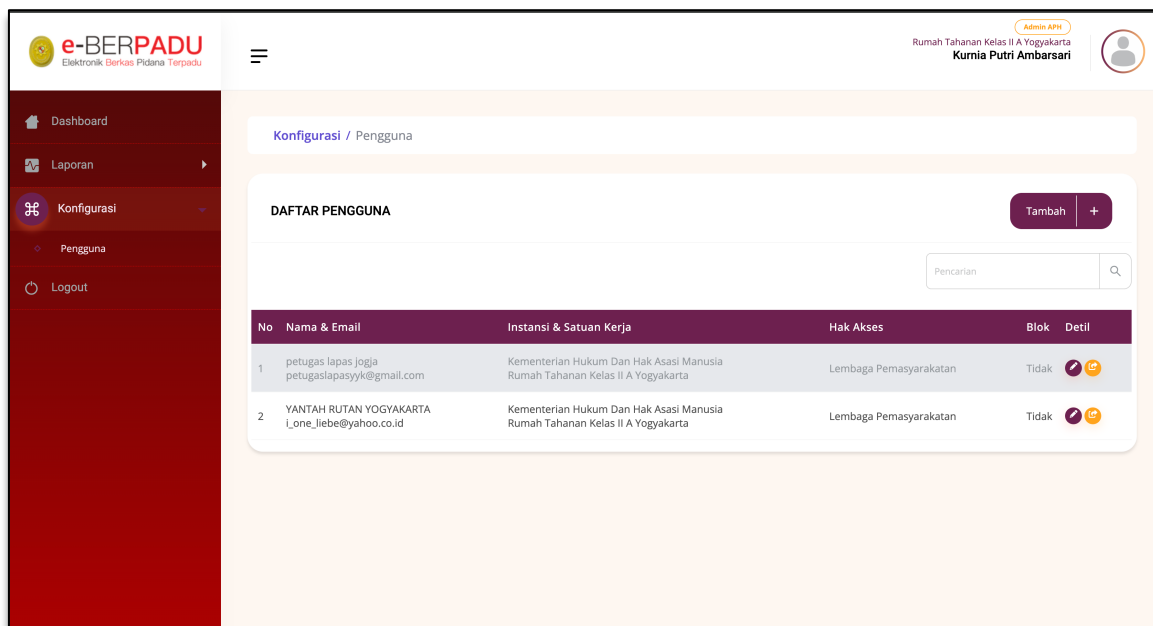 e-BERPADU
Elektronik Berkas Pidana Terpadu
Admin APH
Rumah Tahanan Kelas II A Yogyakarta
Kurnia Putri Ambarsari
Dashboard
Laporan
Konfigurasi
Pengguna
Logout
Konfigurasi / Pengguna
DAFTAR PENGGUNA
Tambah +
Pencarian
No Nama & Email Instansi & Satuan Kerja Hak Akses Blok Detil
1 petugas lapas jogja Kementerian Hukum Dan Hak Asasi Manusia Lembaga Pemasyarakatan Tidak
petugaslapasyyk@gmail.com Rumah Tahanan Kelas II A Yogyakarta
2 YANTAH RUTAN YOGYAKARTA Kementerian Hukum Dan Hak Asasi Manusia Lembaga Pemasyarakatan Tidak
i_one_liebe@yahoo.co.id Rumah Tahanan Kelas II A Yogyakarta